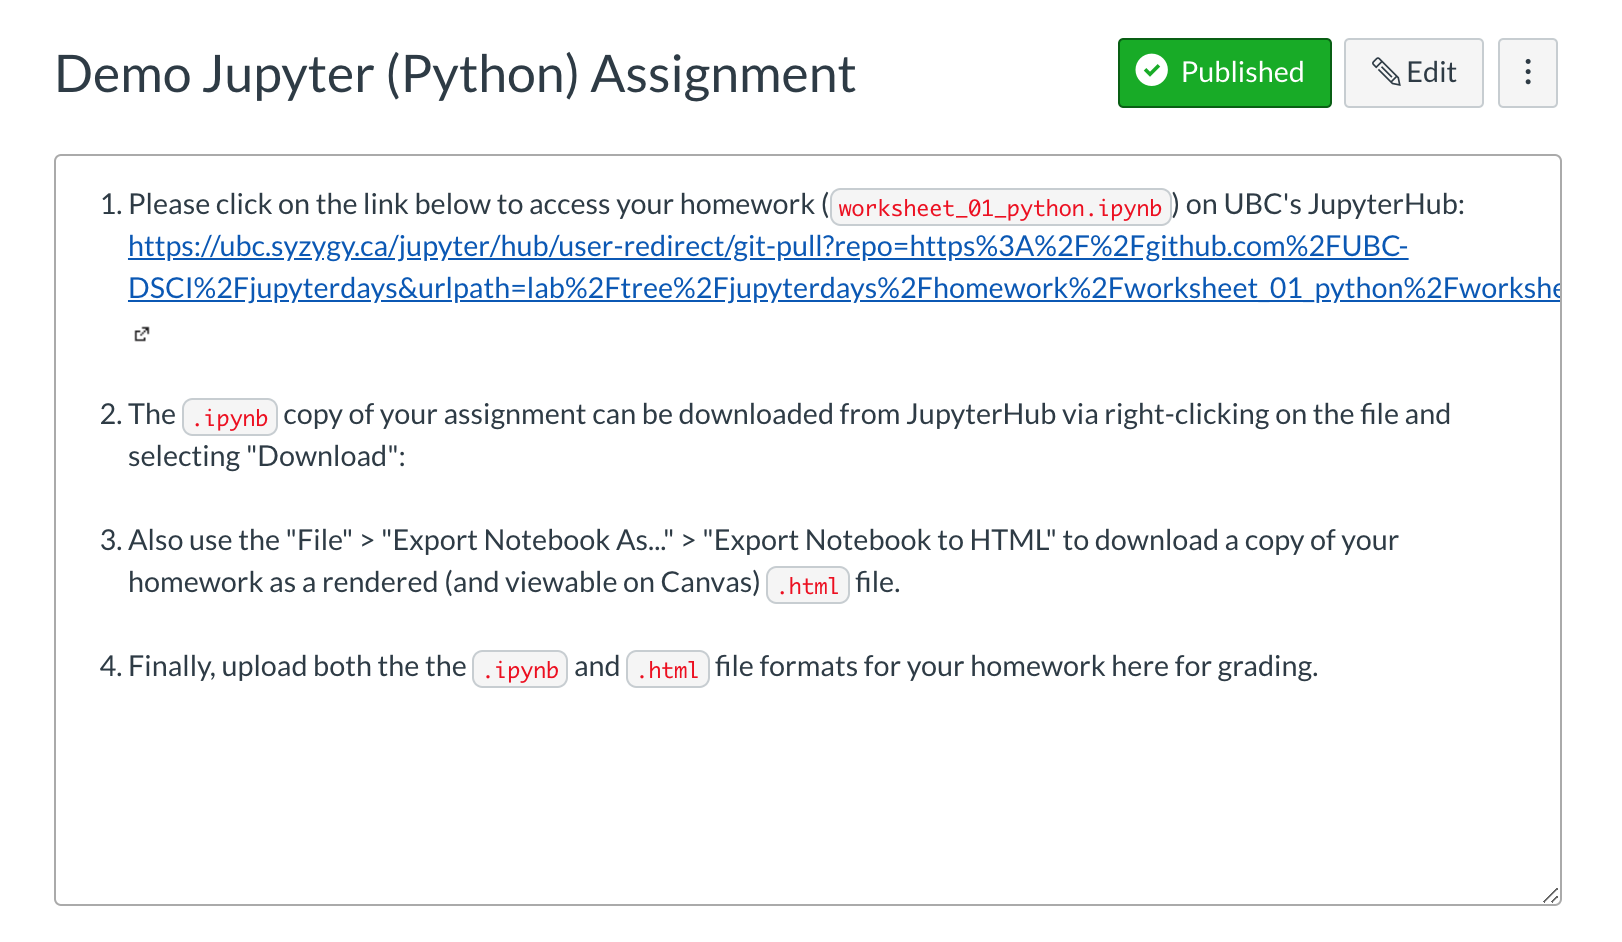 Demo Jupyter (Python) Assignment
Published
Edit
1. Please click on the link below to access your homework (worksheet_01_python.ipynb) on UBC's JupyterHub:
https://ubc.syzygy.ca/jupyter/hub/user-redirect/git-pull?repo=https%3A%2F%2Fgithub.com%2FUBC-
DSCI%2Fjupyterdays&urlpath=lab%2Ftree%2Fjupyterdays%2Fhomework%2Fworksheet_01_python%2Fworkshe
2. The .ipynb copy of your assignment can be downloaded from JupyterHub via right-clicking on the file and
selecting "Download":
3. Also use the "File" > "Export Notebook As..." > "Export Notebook to HTML" to download a copy of your
homework as a rendered (and viewable on Canvas) .html file.
4. Finally, upload both the the .ipynb and .html file formats for your homework here for grading.